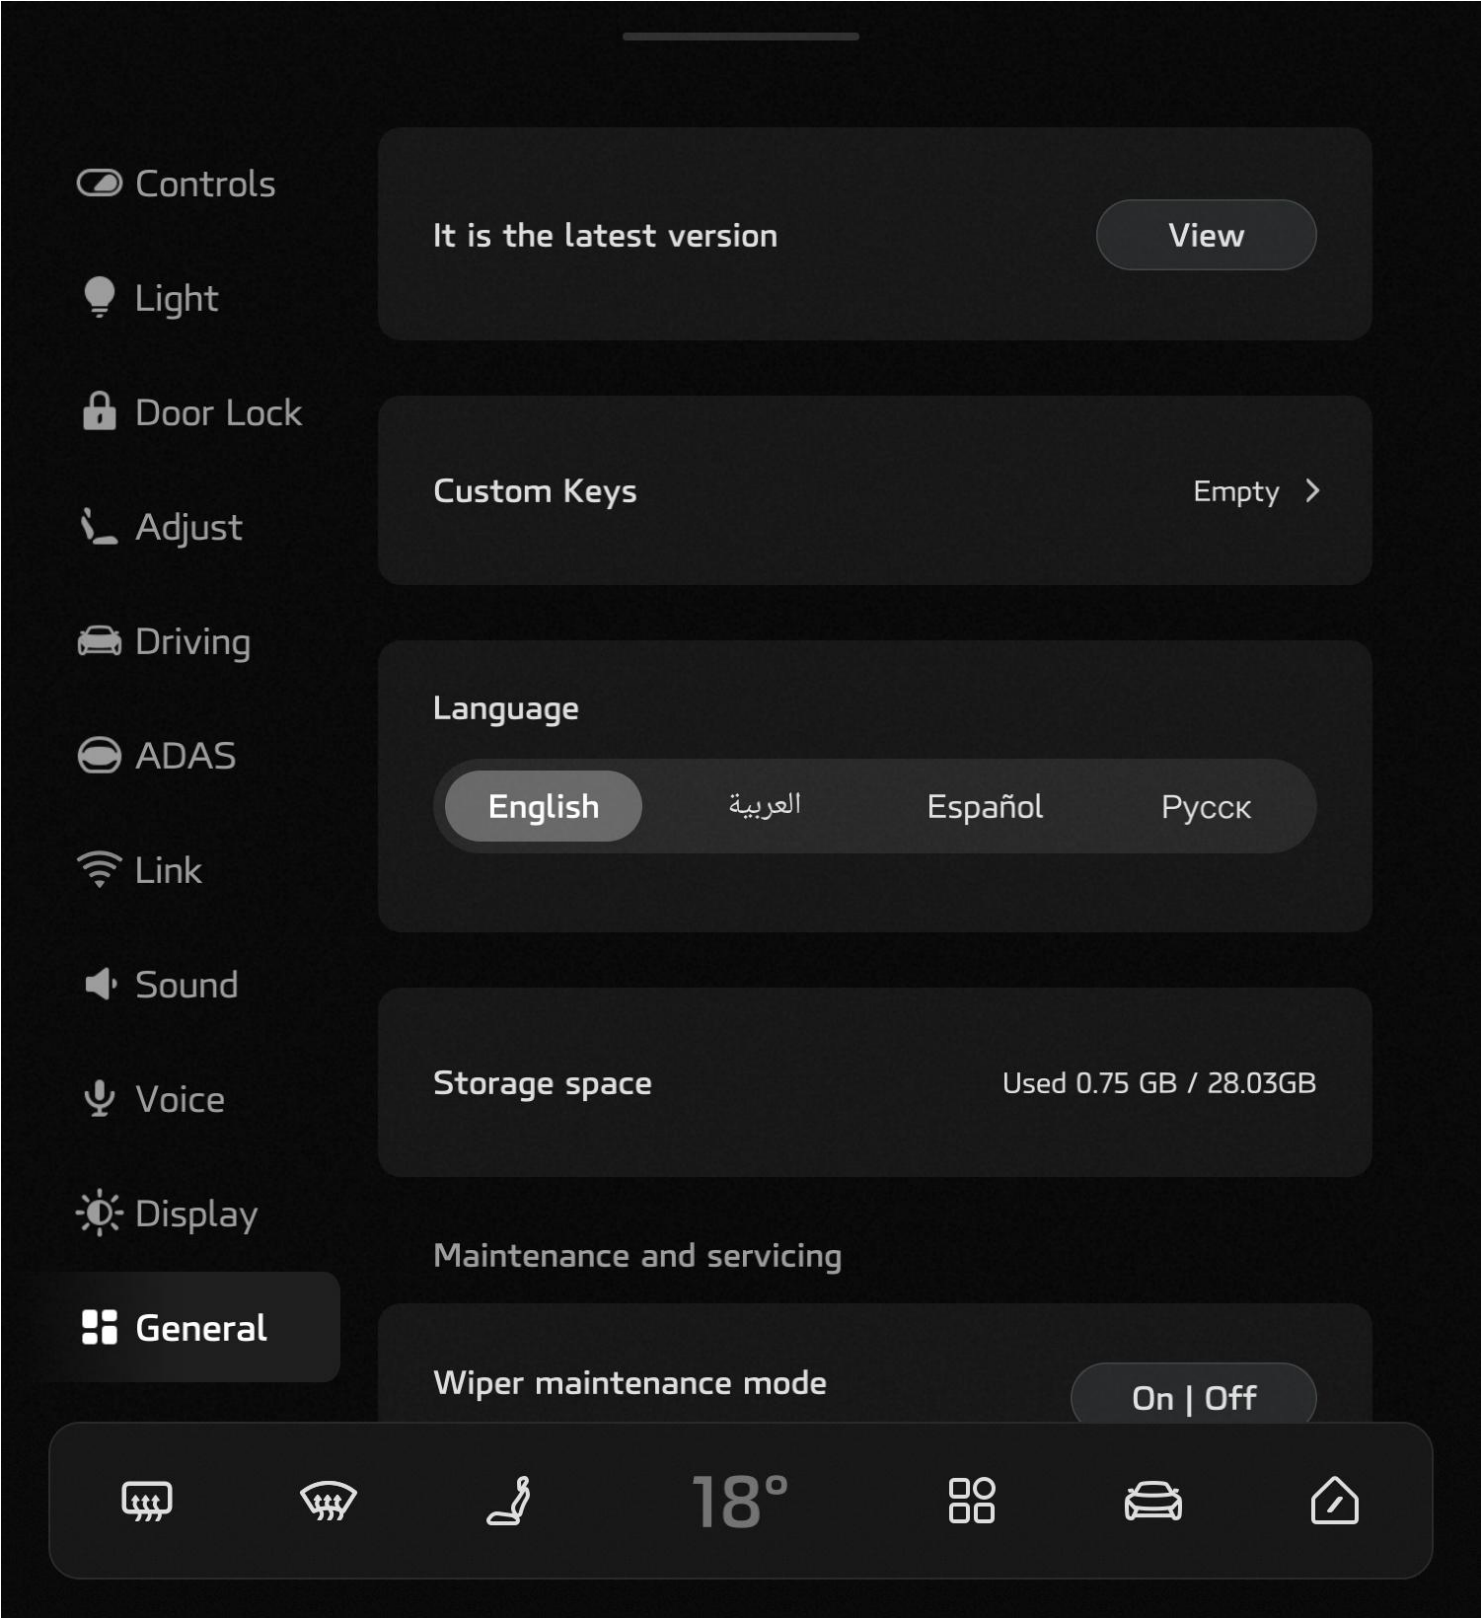 Controls
Light
Door Lock
Adjust
Driving
ADAS
Link
Sound
Voice
Display
General
It is the latest version
View
Custom Keys
Empty
Language
English
العربية
Español
Русск
Storage space
Used 0.75 GB / 28.03GB
Maintenance and servicing
Wiper maintenance mode
On | Off
18°